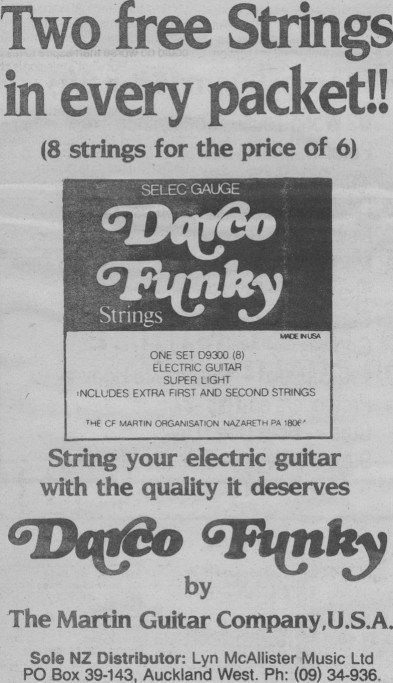 Two free Strings
in every packet!!
(8 strings for the price of 6)
SELEC-GAUGE
Darco
Funky
Strings
MADE IN USA
ONE SET D9300 (8)
ELECTRIC GUITAR
SUPER LIGHT
INCLUDES EXTRA FIRST AND SECOND STRINGS
THE CF MARTIN ORGANISATION NAZARETH PA
String your electric guitar
with the quality it deserves
Darco Funky
by
The Martin Guitar Company, U.S.A.
Sole NZ Distributor: Lyn McAllister Music Ltd
PO Box 39-143, Auckland West. Ph: (09) 34-936.